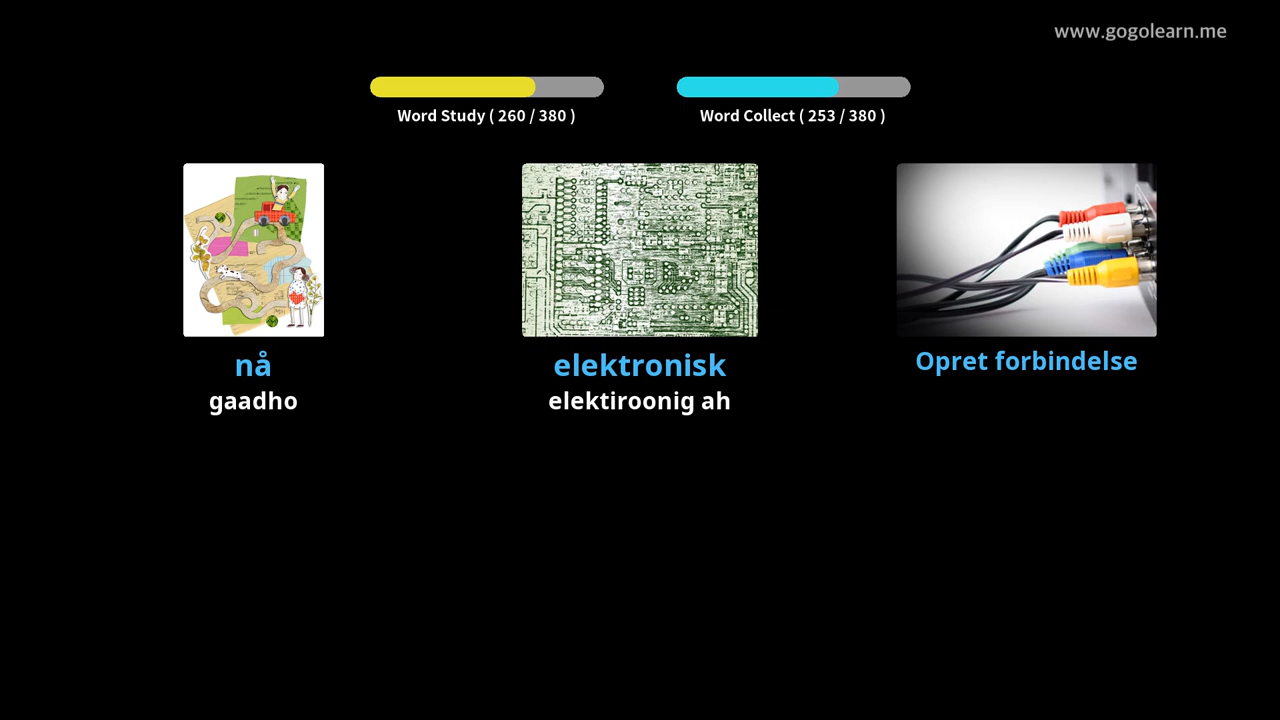 www.gogolearn.me
Word Study ( 260 / 380 )
Word Collect ( 253 / 380 )
nå
elektronisk
Opret forbindelse
gaadho
elektiroonig ah